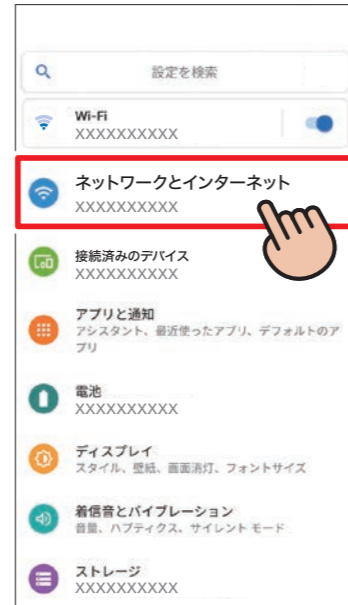 設定を検索
Wi-Fi
XXXXXXXXXX
ネットワークとインターネット
XXXXXXXXXX
接続済みのデバイス
XXXXXXXXXX
アプリと通知
アシスタント、最近使ったアプリ、デフォルトのア
プリ
電池
XXXXXXXXXX
ディスプレイ
スタイル、壁紙、画面消灯、フォントサイズ
着信音とバイブレーション
音量、ハプティクス、サイレント モード
ストレージ
XXXXXXXXXX